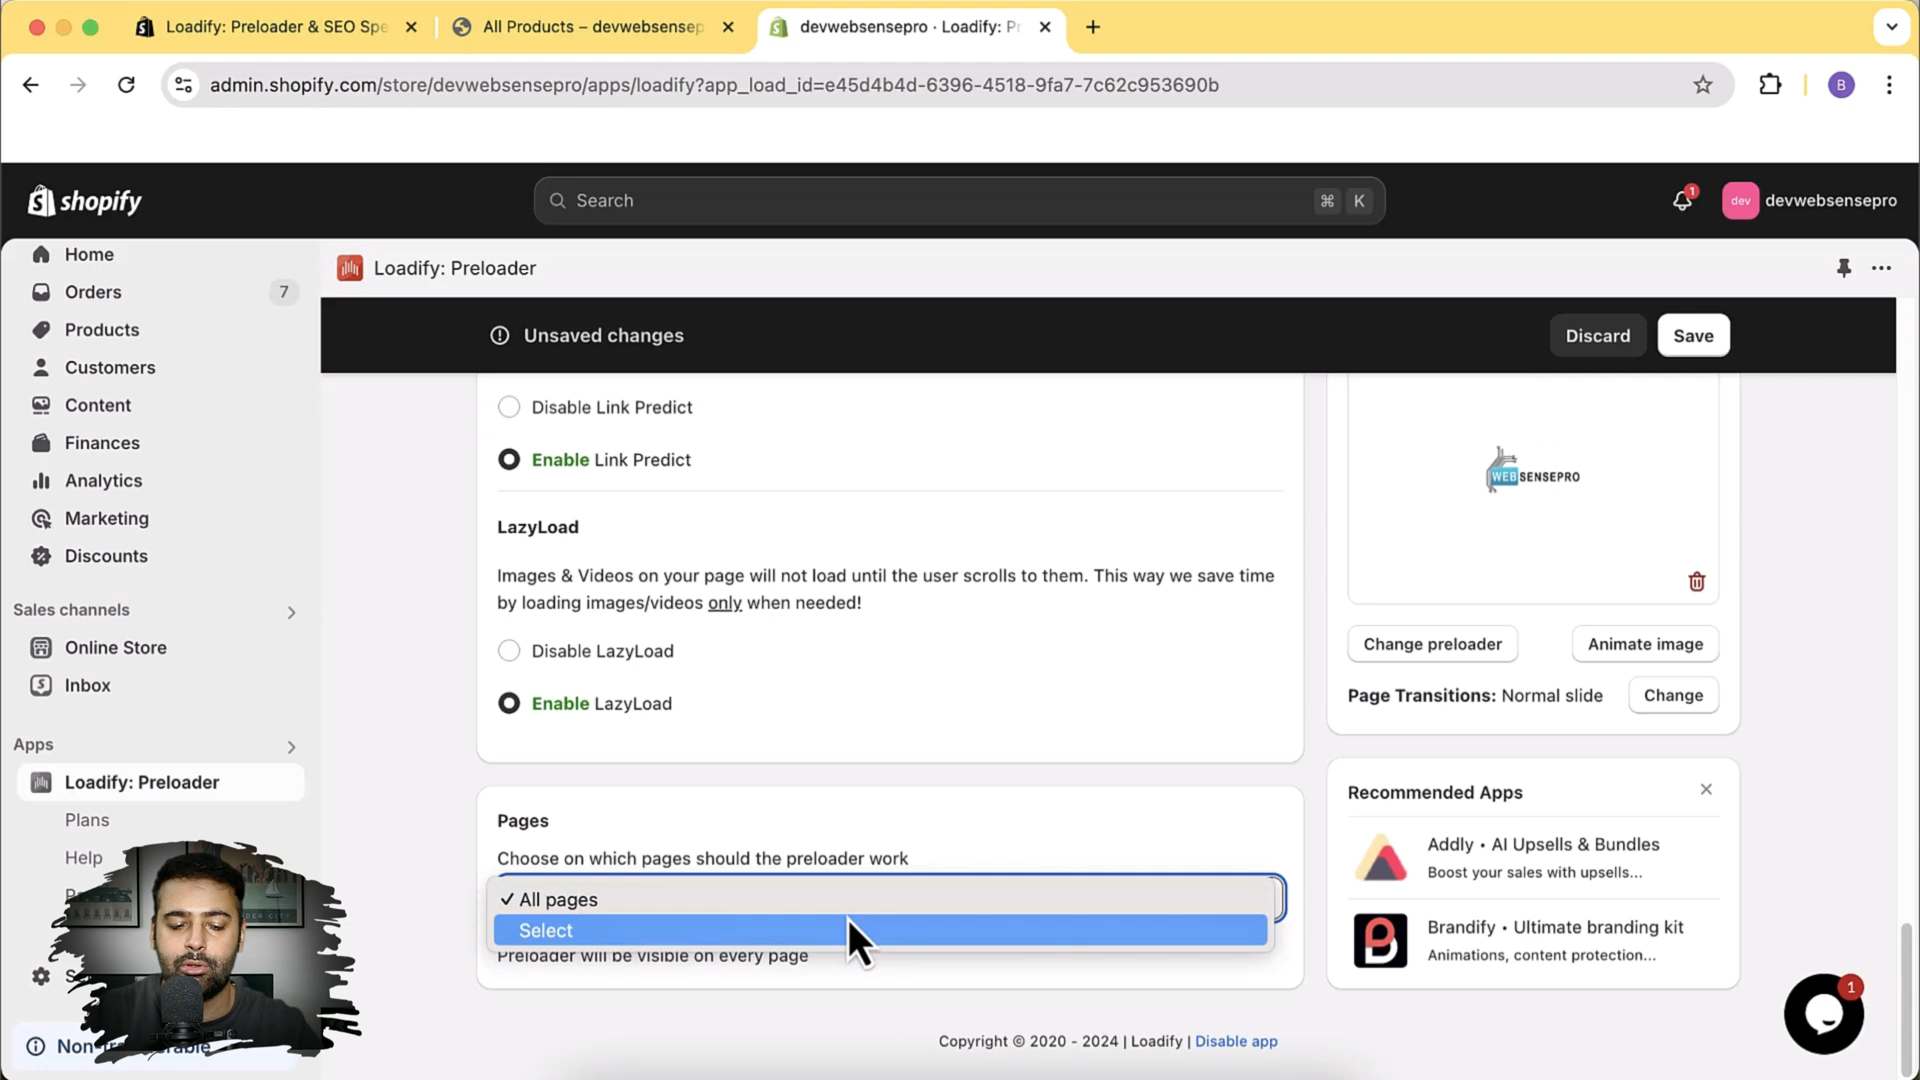 Loadify: Preloader & SEO Spe
All Products – devwebsensep
devwebsensepro · Loadify: Pr
admin.shopify.com/store/devwebsensepro/apps/loadify?app_load_id=e45d4b4d-6396-4518-9fa7-7c62c953690b
B
shopify
Search
⌘ K
1
dev
devwebsensepro
Home
Orders
7
Products
Customers
Content
Finances
Analytics
Marketing
Discounts
Sales channels
Online Store
Inbox
Apps
Loadify: Preloader
Plans
Help
Loadify: Preloader
Unsaved changes
Discard
Save
Disable Link Predict
Enable Link Predict
LazyLoad
Images & Videos on your page will not load until the user scrolls to them. This way we save time
by loading images/videos only when needed!
Disable LazyLoad
Enable LazyLoad
Pages
Choose on which pages should the preloader work
✓ All pages
Select
Preloader will be visible on every page
WEBSENSEPRO
Change preloader
Animate image
Page Transitions: Normal slide
Change
Recommended Apps
Addly • AI Upsells & Bundles
Boost your sales with upsells...
Brandify • Ultimate branding kit
Animations, content protection...
1
Copyright © 2020 - 2024 | Loadify | Disable app